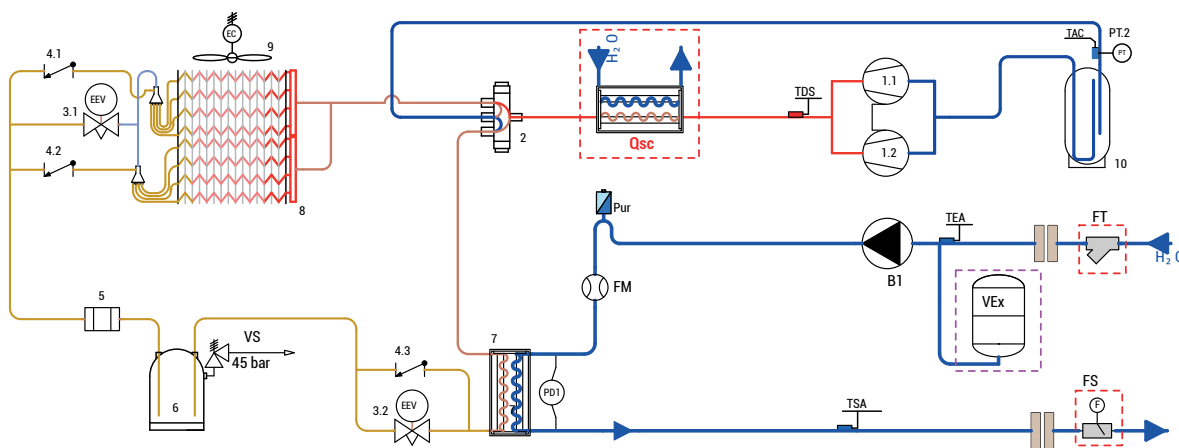 EC
9
4.1
EEV
3.1
4.2
8
2
H₂ O
Qsc
TDS
1.1
1.2
TAC
PT.2
PT
10
Pur
TEA
FT
H₂ O
B1
FM
VEx
5
VS
45 bar
6
7
4.3
EEV
3.2
PD1
TSA
FS
F